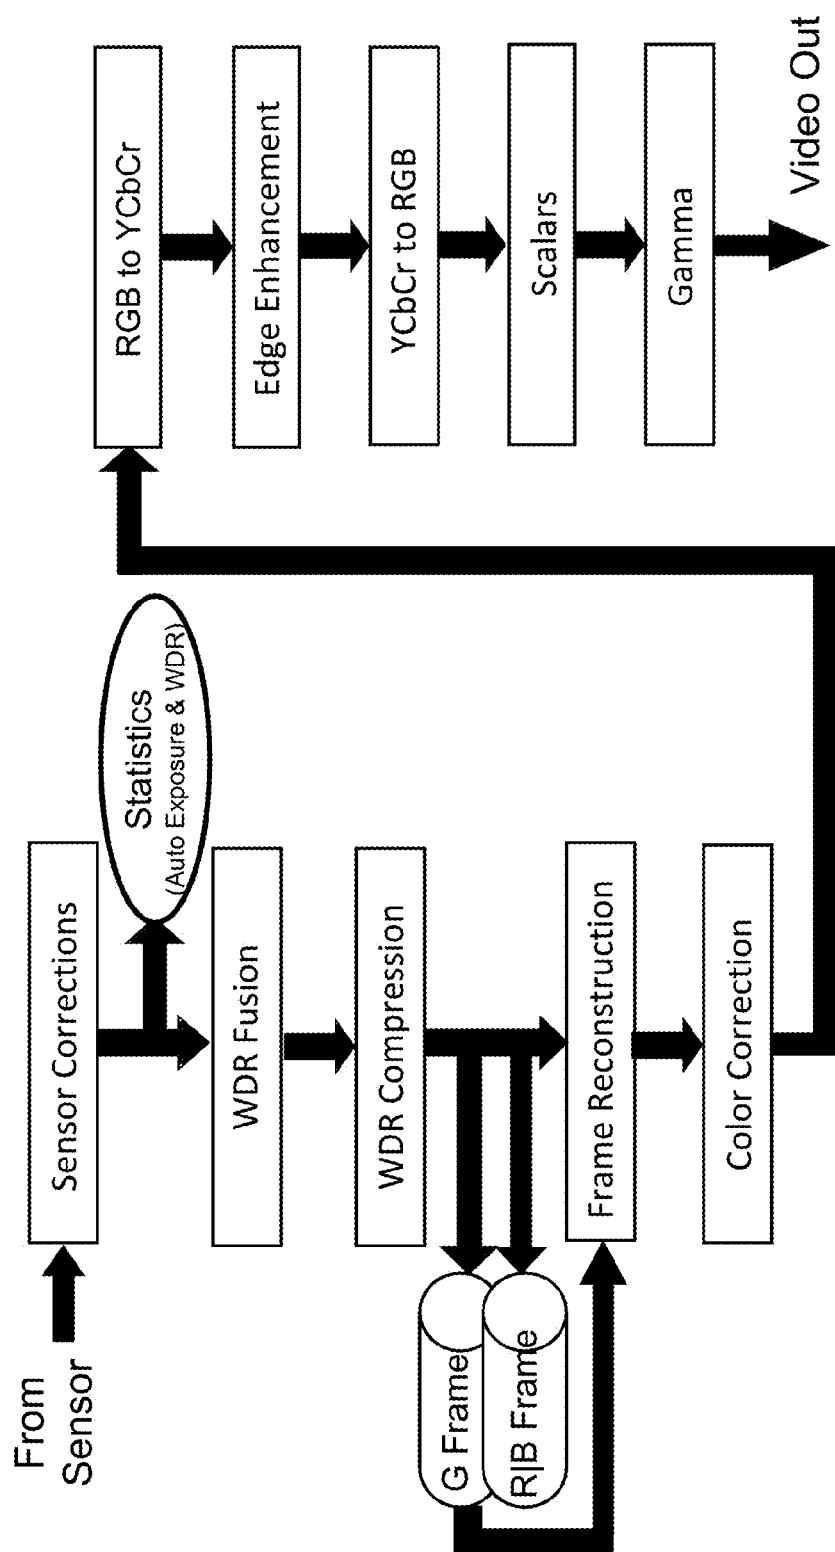 From
Sensor
Sensor Corrections
Statistics
(Auto Exposure & WDR)
WDR Fusion
WDR Compression
G Frame
R|B Frame
Frame Reconstruction
Color Correction
RGB to YCbCr
Edge Enhancement
YCbCr to RGB
Scalars
Gamma
Video Out